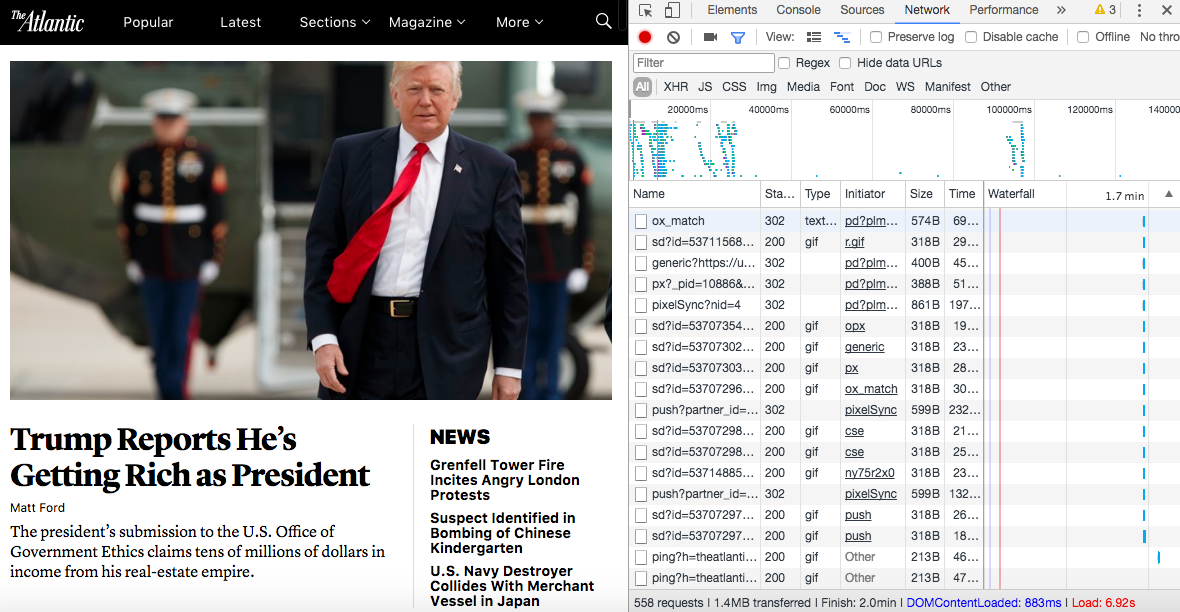 The Atlantic
Popular Latest Sections Magazine More
Trump Reports He’s
Getting Rich as President
Matt Ford
The president’s submission to the U.S. Office of
Government Ethics claims tens of millions of dollars in
income from his real-estate empire.
NEWS
Grenfell Tower Fire
Incites Angry London
Protests
Suspect Identified in
Bombing of Chinese
Kindergarten
U.S. Navy Destroyer
Collides With Merchant
Vessel in Japan
Elements Console Sources Network Performance » 3
View: Preserve log Disable cache Offline No thro
Filter Regex Hide data URLs
All XHR JS CSS Img Media Font Doc WS Manifest Other
20000ms 40000ms 60000ms 80000ms 100000ms 120000ms 140000
Name Sta... Type Initiator Size Time Waterfall 1.7 min
ox_match 302 text... pd?plm... 574B 69...
sd?id=53711568... 200 gif r.gif 318B 29...
generic?https://u... 302 pd?plm... 400B 45...
px?_pid=10886&... 302 pd?plm... 388B 51...
pixelSync?nid=4 302 pd?plm... 861B 197...
sd?id=53707354... 200 gif opx 318B 19...
sd?id=53707302... 200 gif generic 318B 23...
sd?id=53707303... 200 gif px 318B 28...
sd?id=53707296... 200 gif ox_match 318B 30...
push?partner_id=... 302 pixelSync 599B 232...
sd?id=53707298... 200 gif cse 318B 21...
sd?id=53707298... 200 gif cse 318B 25...
sd?id=53714885... 200 gif ny75r2x0 318B 23...
push?partner_id=... 302 pixelSync 599B 132...
sd?id=53707297... 200 gif push 318B 26...
sd?id=53707297... 200 gif push 318B 18...
ping?h=theatlanti... 200 gif Other 213B 46...
ping?h=theatlanti... 200 gif Other 213B 47...
558 requests | 1.4MB transferred | Finish: 2.0min | DOMContentLoaded: 883ms | Load: 6.92s